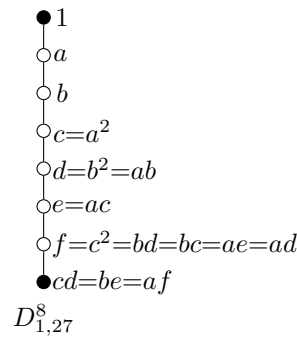 1
a
b
c=a²
d=b²=ab
e=ac
f=c²=bd=bc=ae=ad
cd=be=af
D⁸₁,₂₇